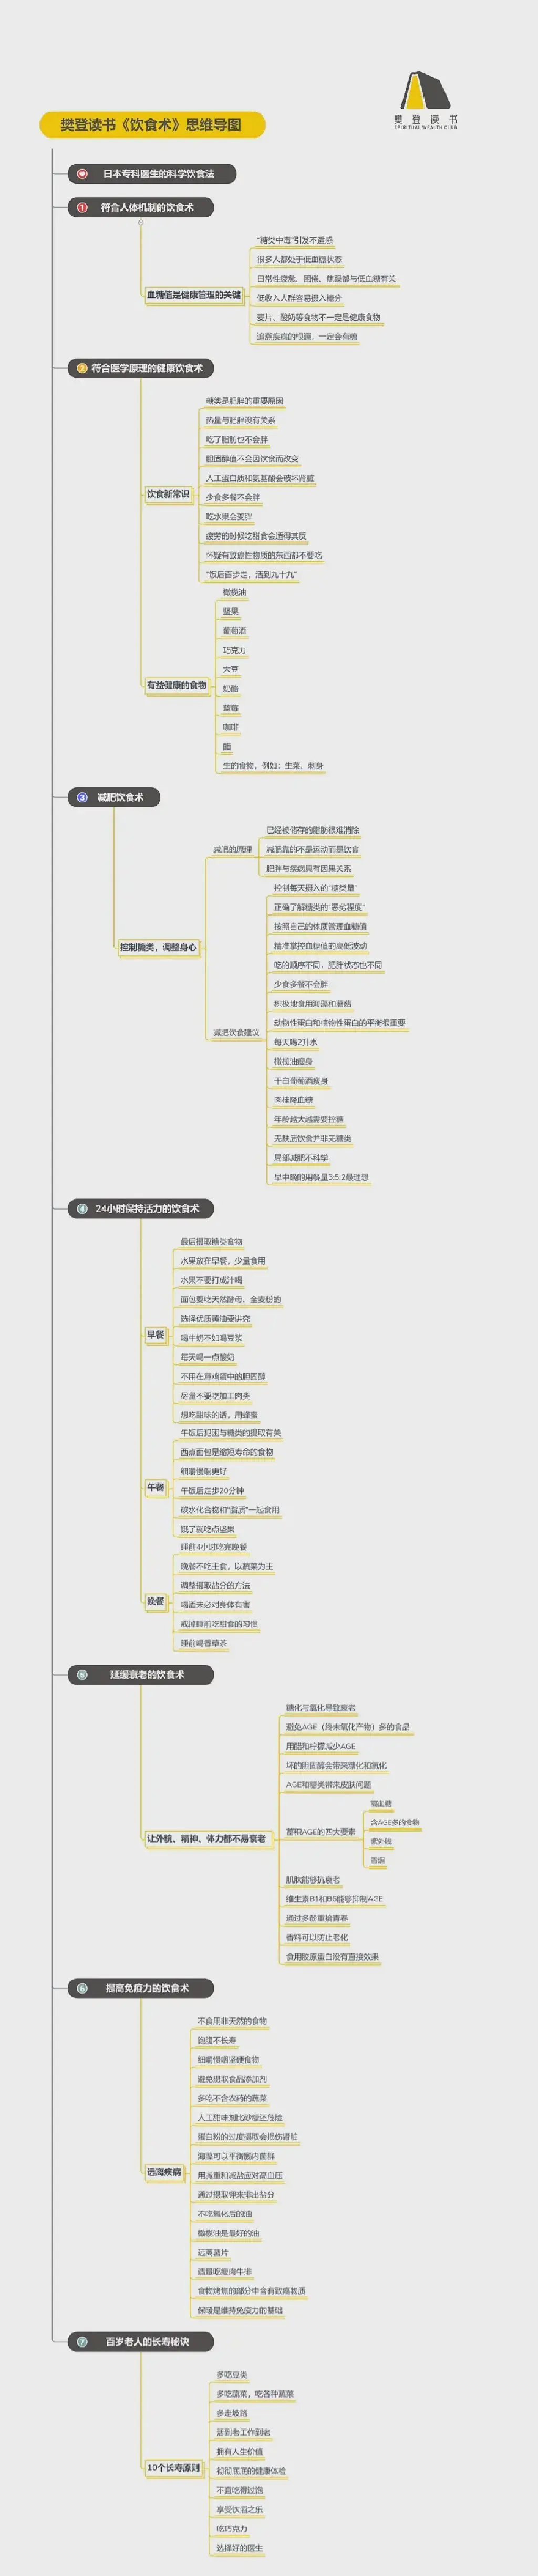 樊登读书
SPIRITUAL WEALTH CLUB
樊登读书《饮食术》思维导图
日本专科医生的科学饮食法
1 符合人体机制的饮食术
血糖值是健康管理的关键
“糖类中毒”引发不适感
很多人都处于低血糖状态
日常性疲惫、困倦、焦躁都与低血糖有关
低收入人群容易摄入糖分
麦片、酸奶等食物不一定是健康食物
追溯疾病的根源，一定会有糖
2 符合医学原理的健康饮食术
饮食新常识
糖类是肥胖的重要原因
热量与肥胖没有关系
吃了脂肪也不会胖
胆固醇值不会因饮食而改变
人工蛋白质和氨基酸会破坏肾脏
少食多餐不会胖
吃水果会变胖
疲劳的时候吃甜食会适得其反
怀疑有致癌性物质的东西都不要吃
“饭后百步走，活到九十九”
有益健康的食物
橄榄油
坚果
葡萄酒
巧克力
大豆
奶酪
蓝莓
咖啡
醋
生的食物，例如：生菜、刺身
3 减肥饮食术
控制糖类，调整身心
减肥的原理
已经被储存的脂肪很难消除
减肥靠的不是运动而是饮食
肥胖与疾病具有因果关系
减肥饮食建议
控制每天摄入的“糖类量”
正确了解糖类的“恶劣程度”
按照自己的体质管理血糖值
精准掌控血糖值的高低波动
吃的顺序不同，肥胖状态也不同
少食多餐不会胖
积极地食用海藻和蘑菇
动物性蛋白和植物性蛋白的平衡很重要
每天喝2升水
橄榄油瘦身
干白葡萄酒瘦身
肉桂降血糖
年龄越大越需要控糖
无麸质饮食并非无糖类
局部减肥不科学
早中晚的用餐量3:5:2最理想
4 24小时保持活力的饮食术
早餐
最后摄取糖类食物
水果放在早餐，少量食用
水果不要打成汁喝
面包要吃天然酵母、全麦粉的
选择优质黄油要讲究
喝牛奶不如喝豆浆
每天喝一点酸奶
不用在意鸡蛋中的胆固醇
尽量不要吃加工肉类
想吃甜味的话，用蜂蜜
午餐
午饭后犯困与糖类的摄取有关
西点面包是缩短寿命的食物
细嚼慢咽更好
午饭后走步20分钟
碳水化合物和“脂质”一起食用
饿了就吃点坚果
晚餐
睡前4小时吃完晚餐
晚餐不吃主食，以蔬菜为主
调整摄取盐分的方法
喝酒未必对身体有害
戒掉睡前吃甜食的习惯
睡前喝香草茶
5 延缓衰老的饮食术
让外貌、精神、体力都不易衰老
糖化与氧化导致衰老
避免AGE（终末氧化产物）多的食品
用醋和柠檬减少AGE
坏的胆固醇会带来糖化和氧化
AGE和糖类带来皮肤问题
蓄积AGE的四大要素
高血糖
含AGE多的食物
紫外线
香烟
肌肽能够抗衰老
维生素B1和B6能够抑制AGE
通过多酚重拾青春
香料可以防止老化
食用胶原蛋白没有直接效果
6 提高免疫力的饮食术
远离疾病
不食用非天然的食物
饱腹不长寿
细嚼慢咽坚硬食物
避免摄取食品添加剂
多吃不含农药的蔬菜
人工甜味剂比砂糖还危险
蛋白粉的过度摄取会损伤肾脏
海藻可以平衡肠内菌群
用减重和减盐应对高血压
通过摄取钾来排出盐分
不吃氧化后的油
橄榄油是最好的油
远离薯片
适量吃瘦肉牛排
食物烤焦的部分中含有致癌物质
保暖是维持免疫力的基础
7 百岁老人的长寿秘诀
10个长寿原则
多吃豆类
多吃蔬菜，吃各种蔬菜
多走坡路
活到老工作到老
拥有人生价值
彻彻底底的健康体检
不宜吃得过饱
享受饮酒之乐
吃巧克力
选择好的医生